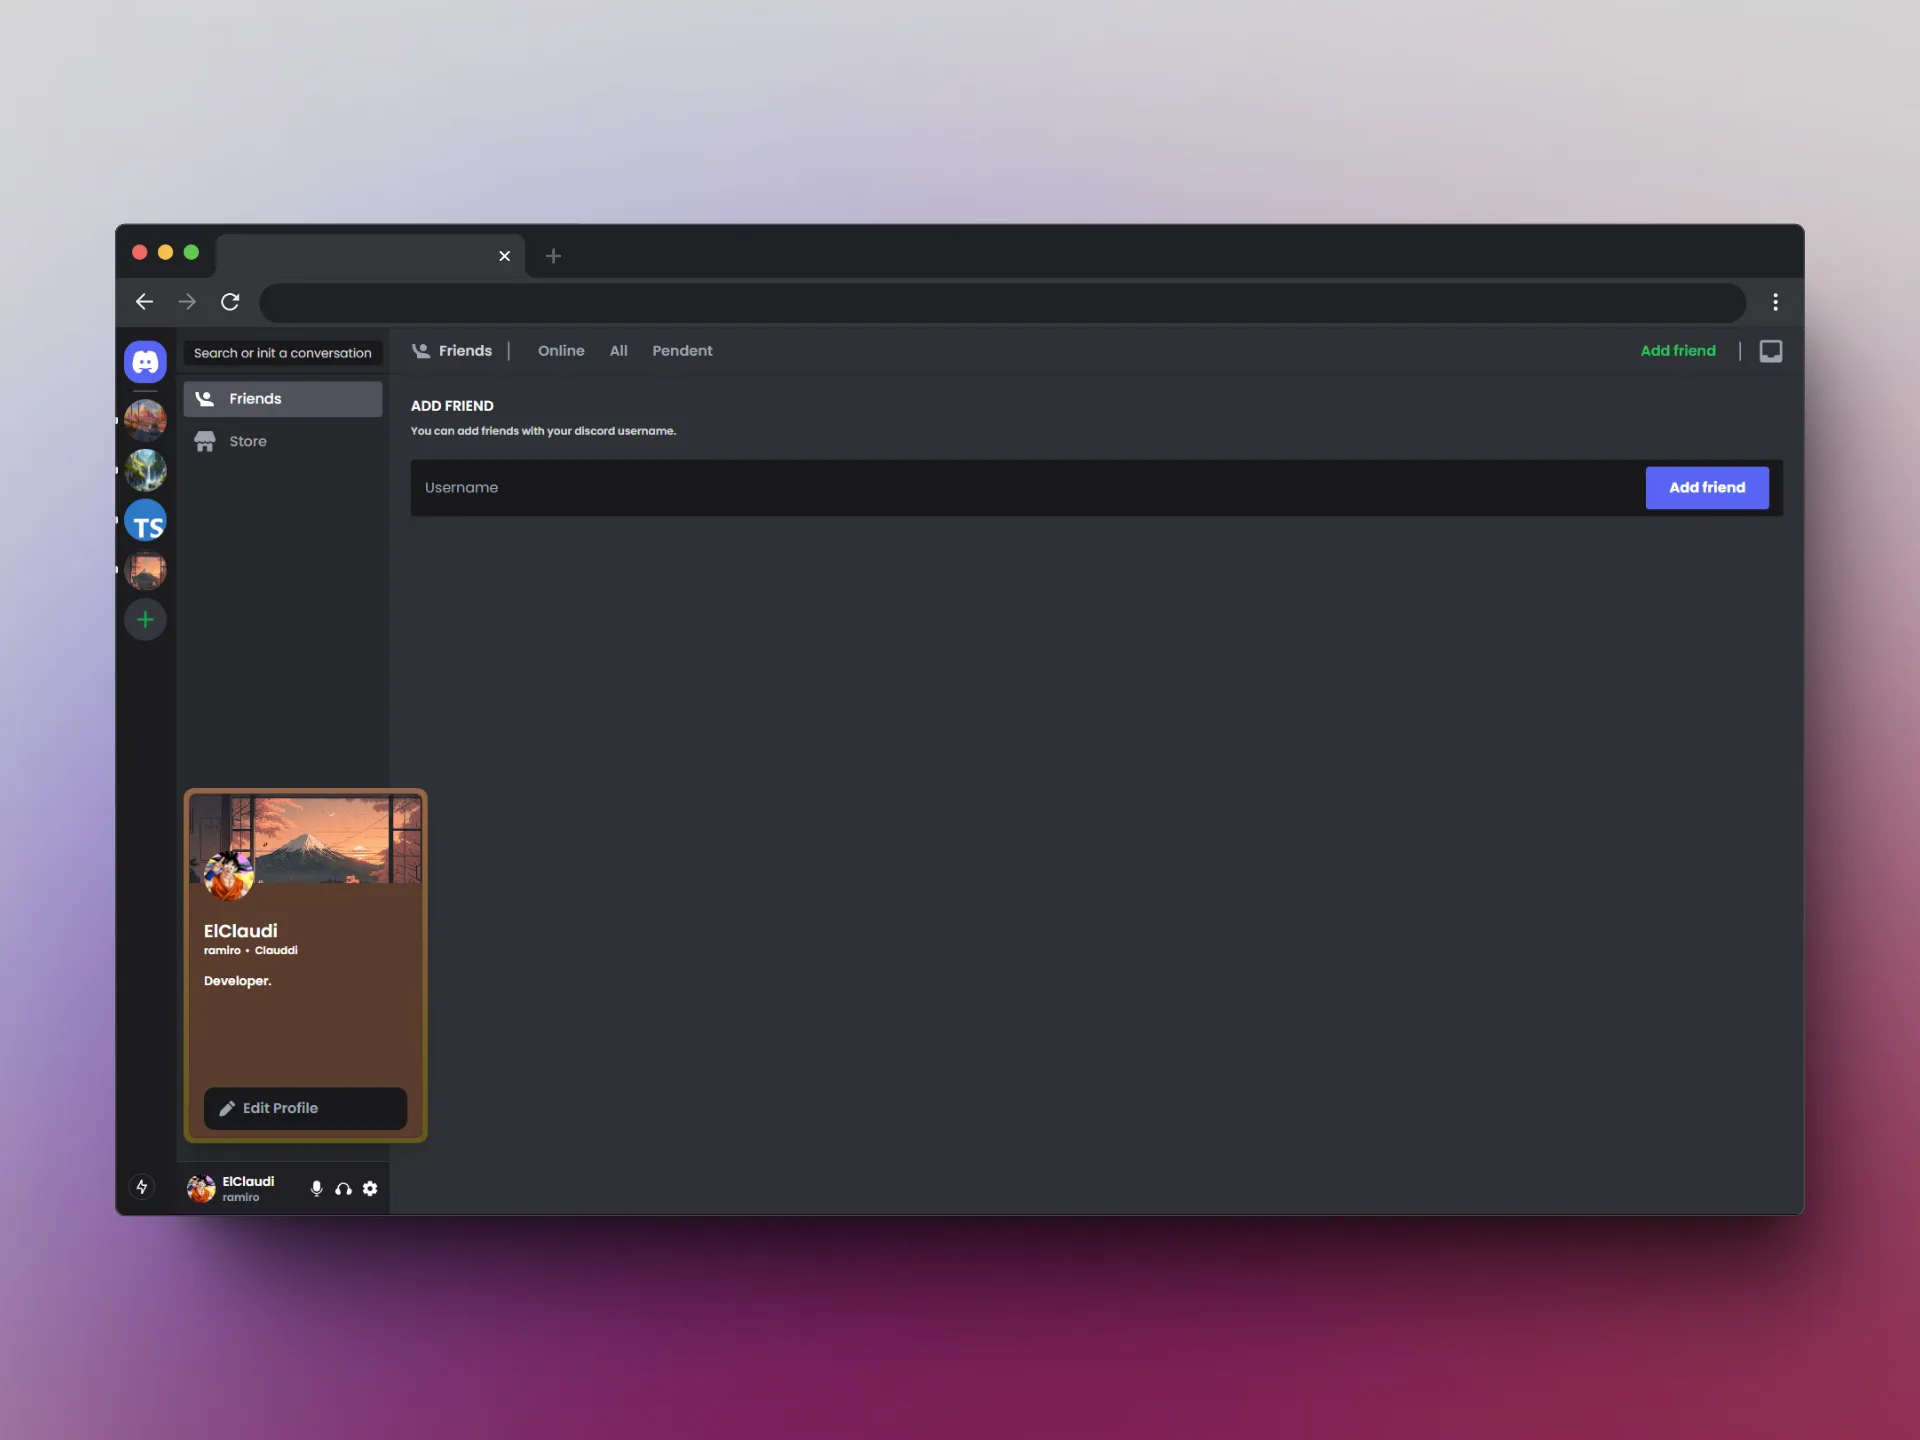 Search or init a conversation
Friends
Online
All
Pendent
Add friend
Friends
Store
TS
ADD FRIEND
You can add friends with your discord username.
Username
Add friend
ElClaudi
ramiro • Clauddi
Developer.
Edit Profile
ElClaudi
ramiro